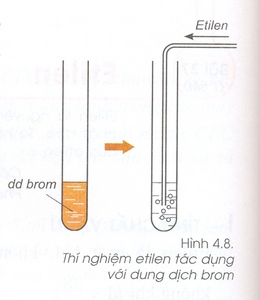 Etilen
dd brom
Hình 4.8.
Thí nghiệm etilen tác dụng
với dung dịch brom